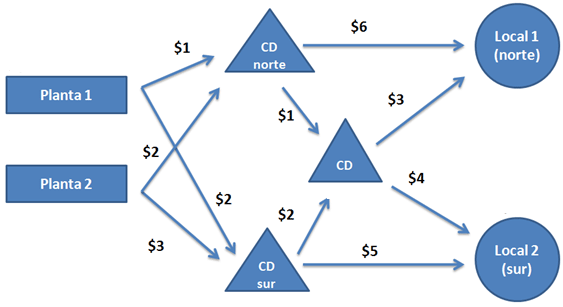 $6
Local 1
(norte)
$1
CD
norte
Planta 1
$3
$1
$2
CD
Planta 2
$4
$2
$2
$3
$5
Local 2
(sur)
CD
sur